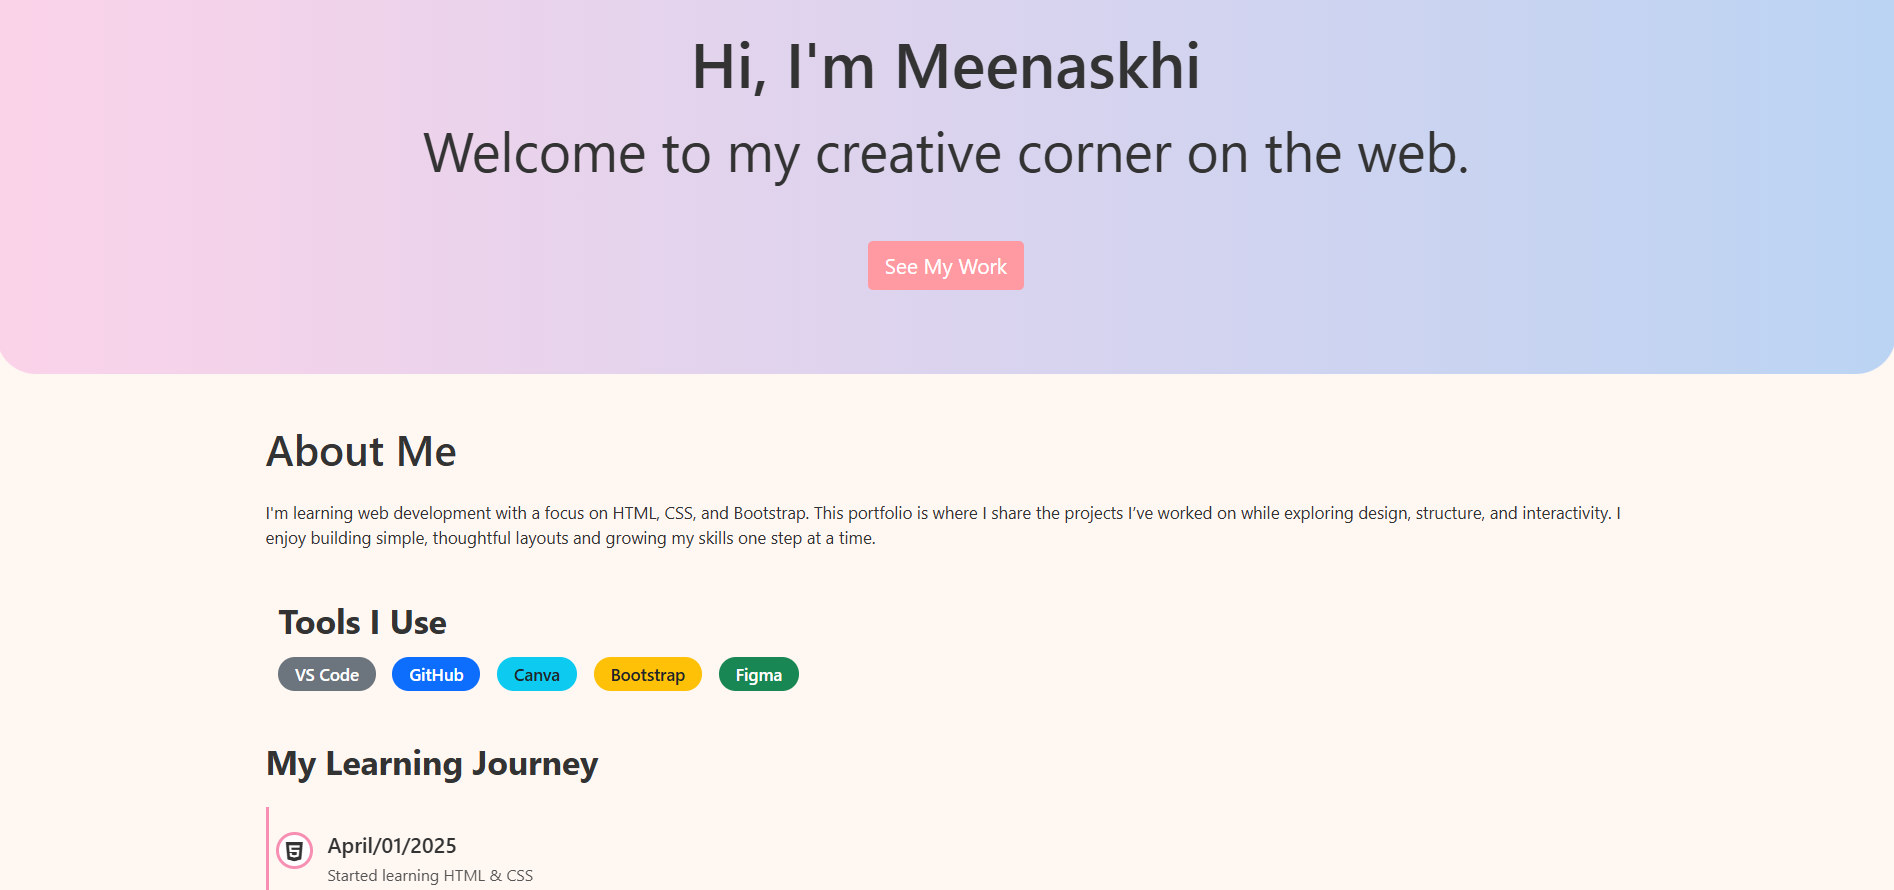 Hi, I'm Meenaskhi
Welcome to my creative corner on the web.
See My Work
About Me
I'm learning web development with a focus on HTML, CSS, and Bootstrap. This portfolio is where I share the projects I’ve worked on while exploring design, structure, and interactivity. I
enjoy building simple, thoughtful layouts and growing my skills one step at a time.
Tools I Use
VS Code GitHub Canva Bootstrap Figma
My Learning Journey
April/01/2025
Started learning HTML & CSS